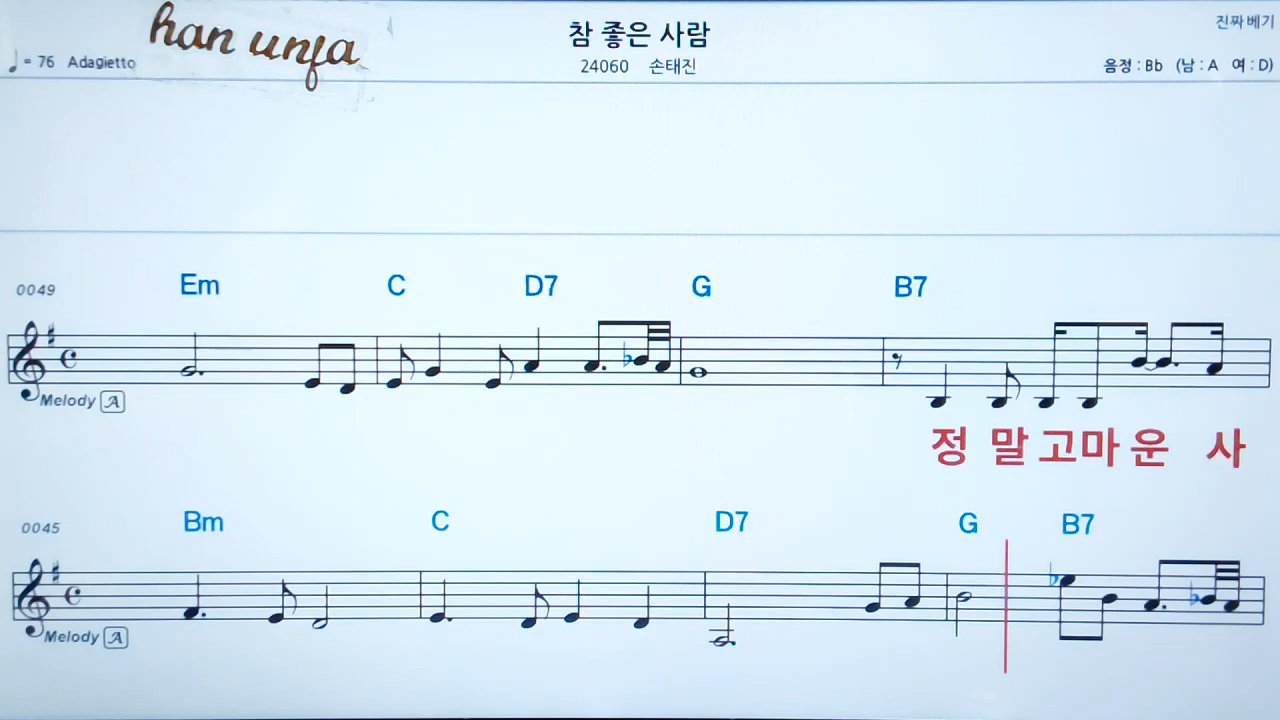 han unfa
참 좋은 사람
진짜 베기
♩ = 76 Adagietto
24060 손태진
음정 : Bb (남 : A 여 : D)
0049 Em C D7 G B7
Melody A
정 말 고마 운 사
0045 Bm C D7 G B7
Melody A